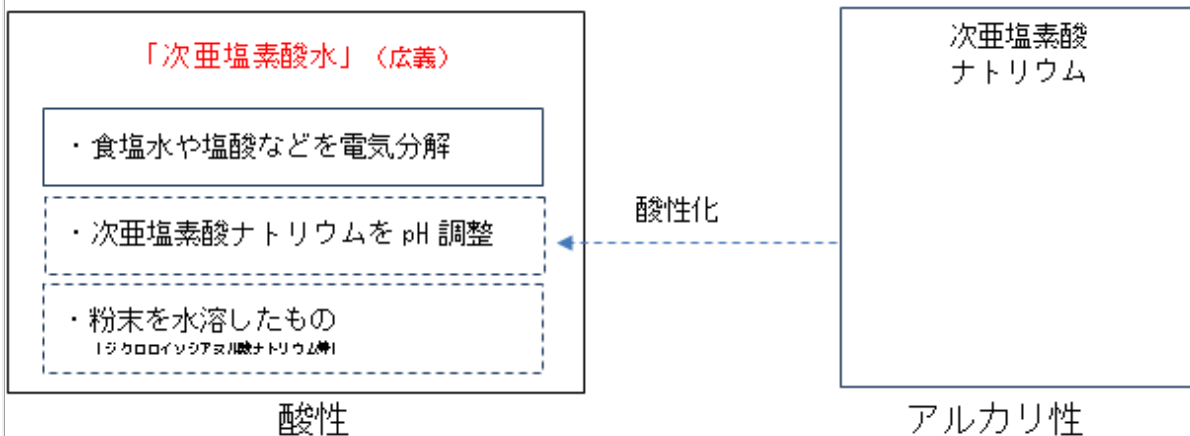 「次亜塩素酸水」（広義）
・食塩水や塩酸などを電気分解
・次亜塩素酸ナトリウムを pH 調整
・粉末を水溶したもの
（ジクロロイソシアヌル酸ナトリウム等）
酸性
酸性化
次亜塩素酸
ナトリウム
アルカリ性